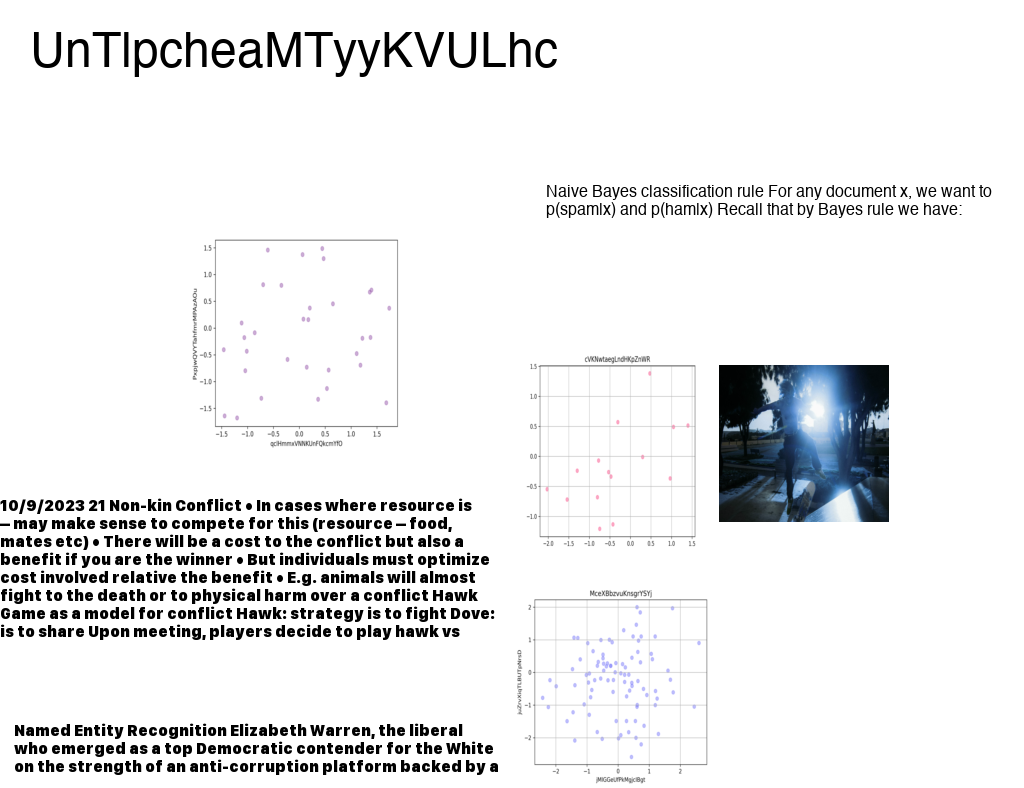 UnTlpcheaMTyyKVULhc
Naive Bayes classification rule For any document x, we want to
p(spam|x) and p(ham|x) Recall that by Bayes rule we have:
1.5
1.0
0.5
0.0
−0.5
−1.0
−1.5
−1.5 −1.0 −0.5 0.0 0.5 1.0 1.5
cVKNwtaegLndHKpZnWR
1.5
1.0
0.5
0.0
−0.5
−1.0
−2.0 −1.5 −1.0 −0.5 0.0 0.5 1.0 1.5
10/9/2023 21 Non-kin Conflict • In cases where resource is
– may make sense to compete for this (resource – food,
mates etc) • There will be a cost to the conflict but also a
benefit if you are the winner • But individuals must optimize
cost involved relative the benefit • E.g. animals will almost
fight to the death or to physical harm over a conflict Hawk
Game as a model for conflict Hawk: strategy is to fight Dove:
is to share Upon meeting, players decide to play hawk vs
MceXBbzvuKnsgrYSYj
2
1
0
−1
−2
−2 −1 0 1 2
Named Entity Recognition Elizabeth Warren, the liberal
who emerged as a top Democratic contender for the White
on the strength of an anti-corruption platform backed by a